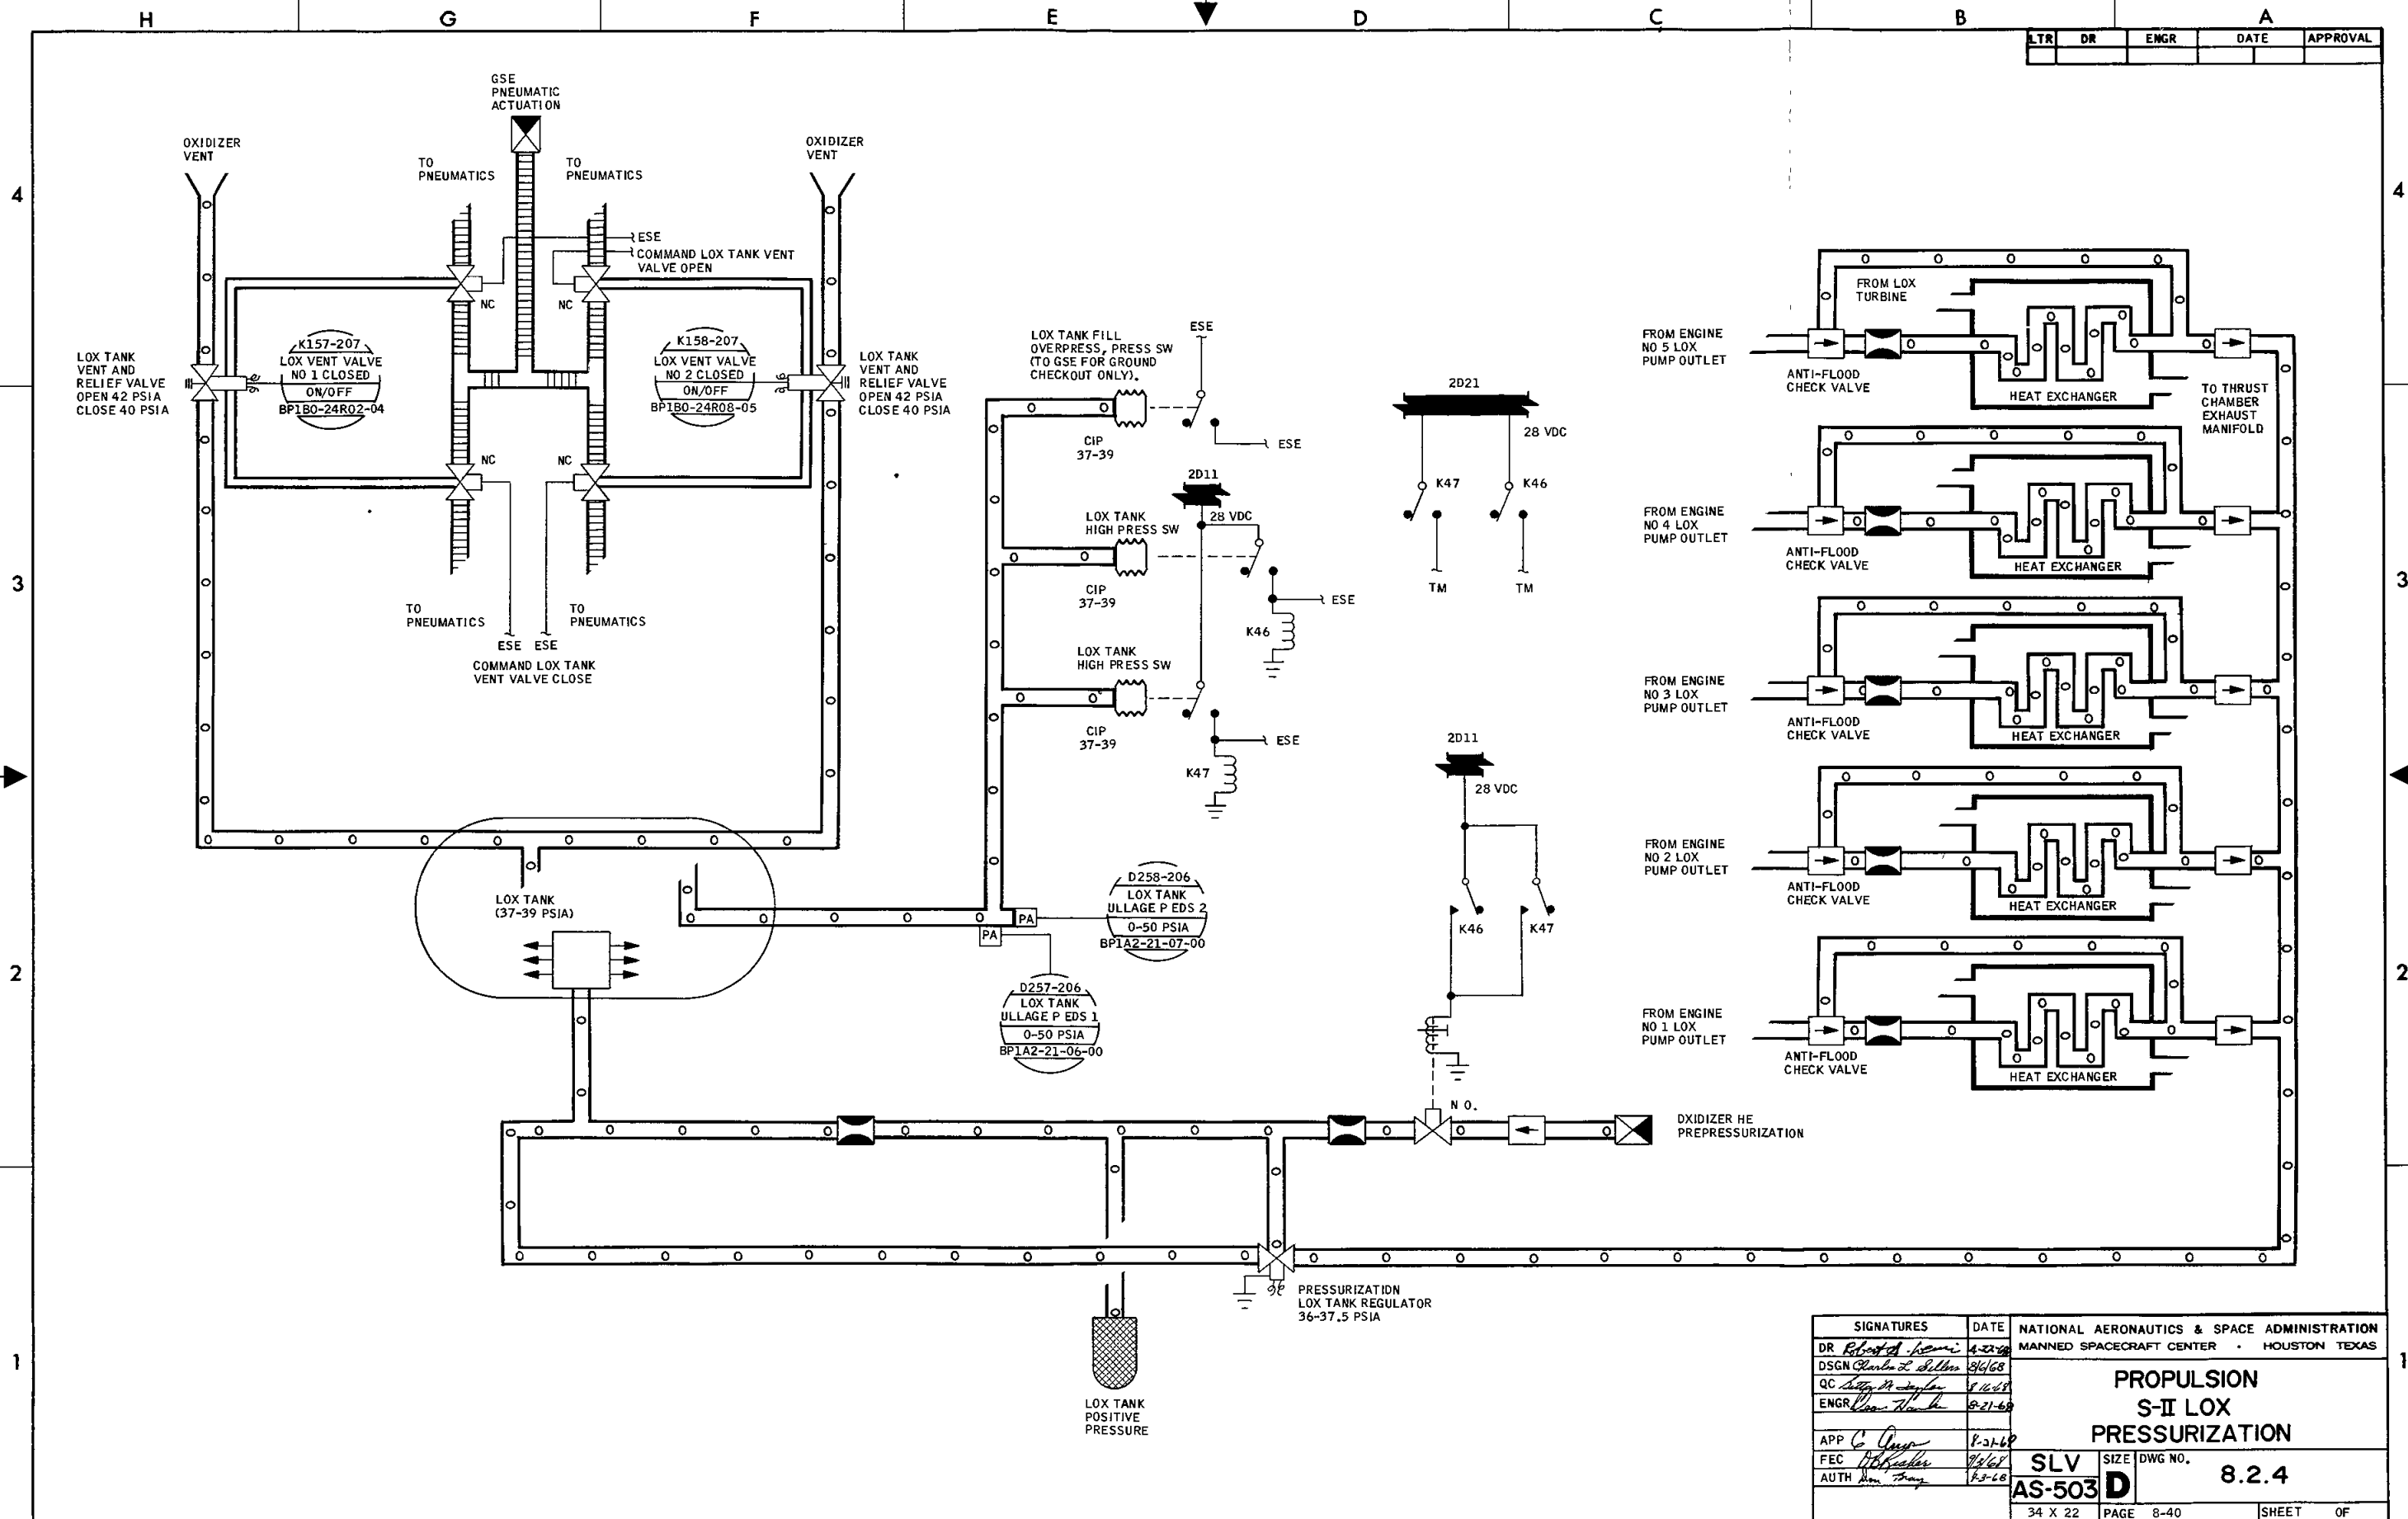 H G F E D C B A
LTR DR ENGR DATE APPROVAL
4 4
3 3
2 2
1 1
GSE
PNEUMATIC
ACTUATION
OXIDIZER
VENT
TO
PNEUMATICS
TO
PNEUMATICS
OXIDIZER
VENT
ESE
COMMAND LOX TANK VENT
VALVE OPEN
NC
NC
LOX TANK
VENT AND
RELIEF VALVE
OPEN 42 PSIA
CLOSE 40 PSIA
K157-207
LOX VENT VALVE
NO 1 CLOSED
ON/OFF
BP1B0-24R02-04
K158-207
LOX VENT VALVE
NO 2 CLOSED
ON/OFF
BP1B0-24R08-05
LOX TANK
VENT AND
RELIEF VALVE
OPEN 42 PSIA
CLOSE 40 PSIA
NC
NC
TO
PNEUMATICS
TO
PNEUMATICS
ESE ESE
COMMAND LOX TANK
VENT VALVE CLOSE
LOX TANK FILL
OVERPRESS, PRESS SW
(TO GSE FOR GROUND
CHECKOUT ONLY).
ESE
CIP
37-39
ESE
2D11
28 VDC
LOX TANK
HIGH PRESS SW
CIP
37-39
ESE
K46
LOX TANK
HIGH PRESS SW
CIP
37-39
ESE
K47
2D21
28 VDC
K47
K46
TM
TM
2D11
28 VDC
K46
K47
LOX TANK
(37-39 PSIA)
PA
PA
D258-206
LOX TANK
ULLAGE P EDS 2
0-50 PSIA
BP1A2-21-07-00
D257-206
LOX TANK
ULLAGE P EDS 1
0-50 PSIA
BP1A2-21-06-00
N O.
OXIDIZER HE
PREPRESSURIZATION
PRESSURIZATION
LOX TANK REGULATOR
36-37.5 PSIA
LOX TANK
POSITIVE
PRESSURE
FROM ENGINE
NO 5 LOX
PUMP OUTLET
FROM LOX
TURBINE
ANTI-FLOOD
CHECK VALVE
HEAT EXCHANGER
TO THRUST
CHAMBER
EXHAUST
MANIFOLD
FROM ENGINE
NO 4 LOX
PUMP OUTLET
ANTI-FLOOD
CHECK VALVE
HEAT EXCHANGER
FROM ENGINE
NO 3 LOX
PUMP OUTLET
ANTI-FLOOD
CHECK VALVE
HEAT EXCHANGER
FROM ENGINE
NO 2 LOX
PUMP OUTLET
ANTI-FLOOD
CHECK VALVE
HEAT EXCHANGER
FROM ENGINE
NO 1 LOX
PUMP OUTLET
ANTI-FLOOD
CHECK VALVE
HEAT EXCHANGER
SIGNATURES DATE
DR Robert
DSGN Charles L Sellers 8/6/68
QC 8-16-68
ENGR 8-21-68
APP
FEC
AUTH
NATIONAL AERONAUTICS & SPACE ADMINISTRATION
MANNED SPACECRAFT CENTER · HOUSTON TEXAS
PROPULSION
S-II LOX
PRESSURIZATION
SLV
AS-503
SIZE
D
DWG NO.
8.2.4
34 X 22
PAGE 8-40
SHEET OF